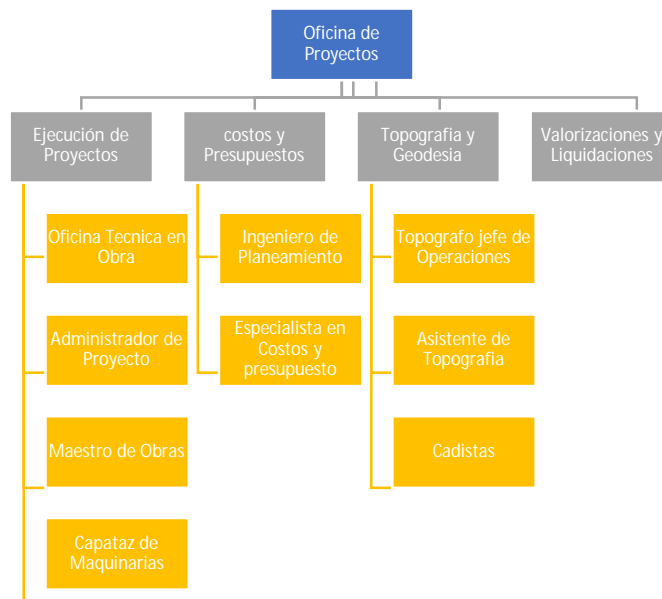 Oficina de
Proyectos
Ejecución de
Proyectos
costos y
Presupuestos
Topografia y
Geodesia
Valorizaciones y
Liquidaciones
Oficina Tecnica en
Obra
Administrador de
Proyecto
Maestro de Obras
Capataz de
Maquinarias
Ingeniero de
Planeamiento
Especialista en
Costos y
presupuesto
Topografo jefe de
Operaciones
Asistente de
Topografia
Cadistas